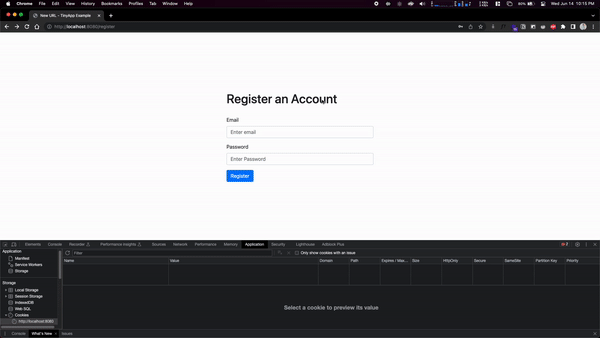 Chrome File Edit View History Bookmarks Profiles Tab Window Help
80% Wed Jun 14 10:15 PM
New URL - TinyApp Example
http://localhost:8080/register
Register an Account
Email
Enter email
Password
Enter Password
Register
Elements Console Recorder Performance insights Sources Network Performance Memory Application Security Lighthouse Adblock Plus
Application
Manifest
Service Workers
Storage
Storage
Local Storage
Session Storage
IndexedDB
Web SQL
Cookies
http://localhost:8080
Filter
Only show cookies with an issue
Name Value Domain Path Expires / Max... Size HttpOnly Secure SameSite Partition Key Priority
Select a cookie to preview its value
Console What's New Issues